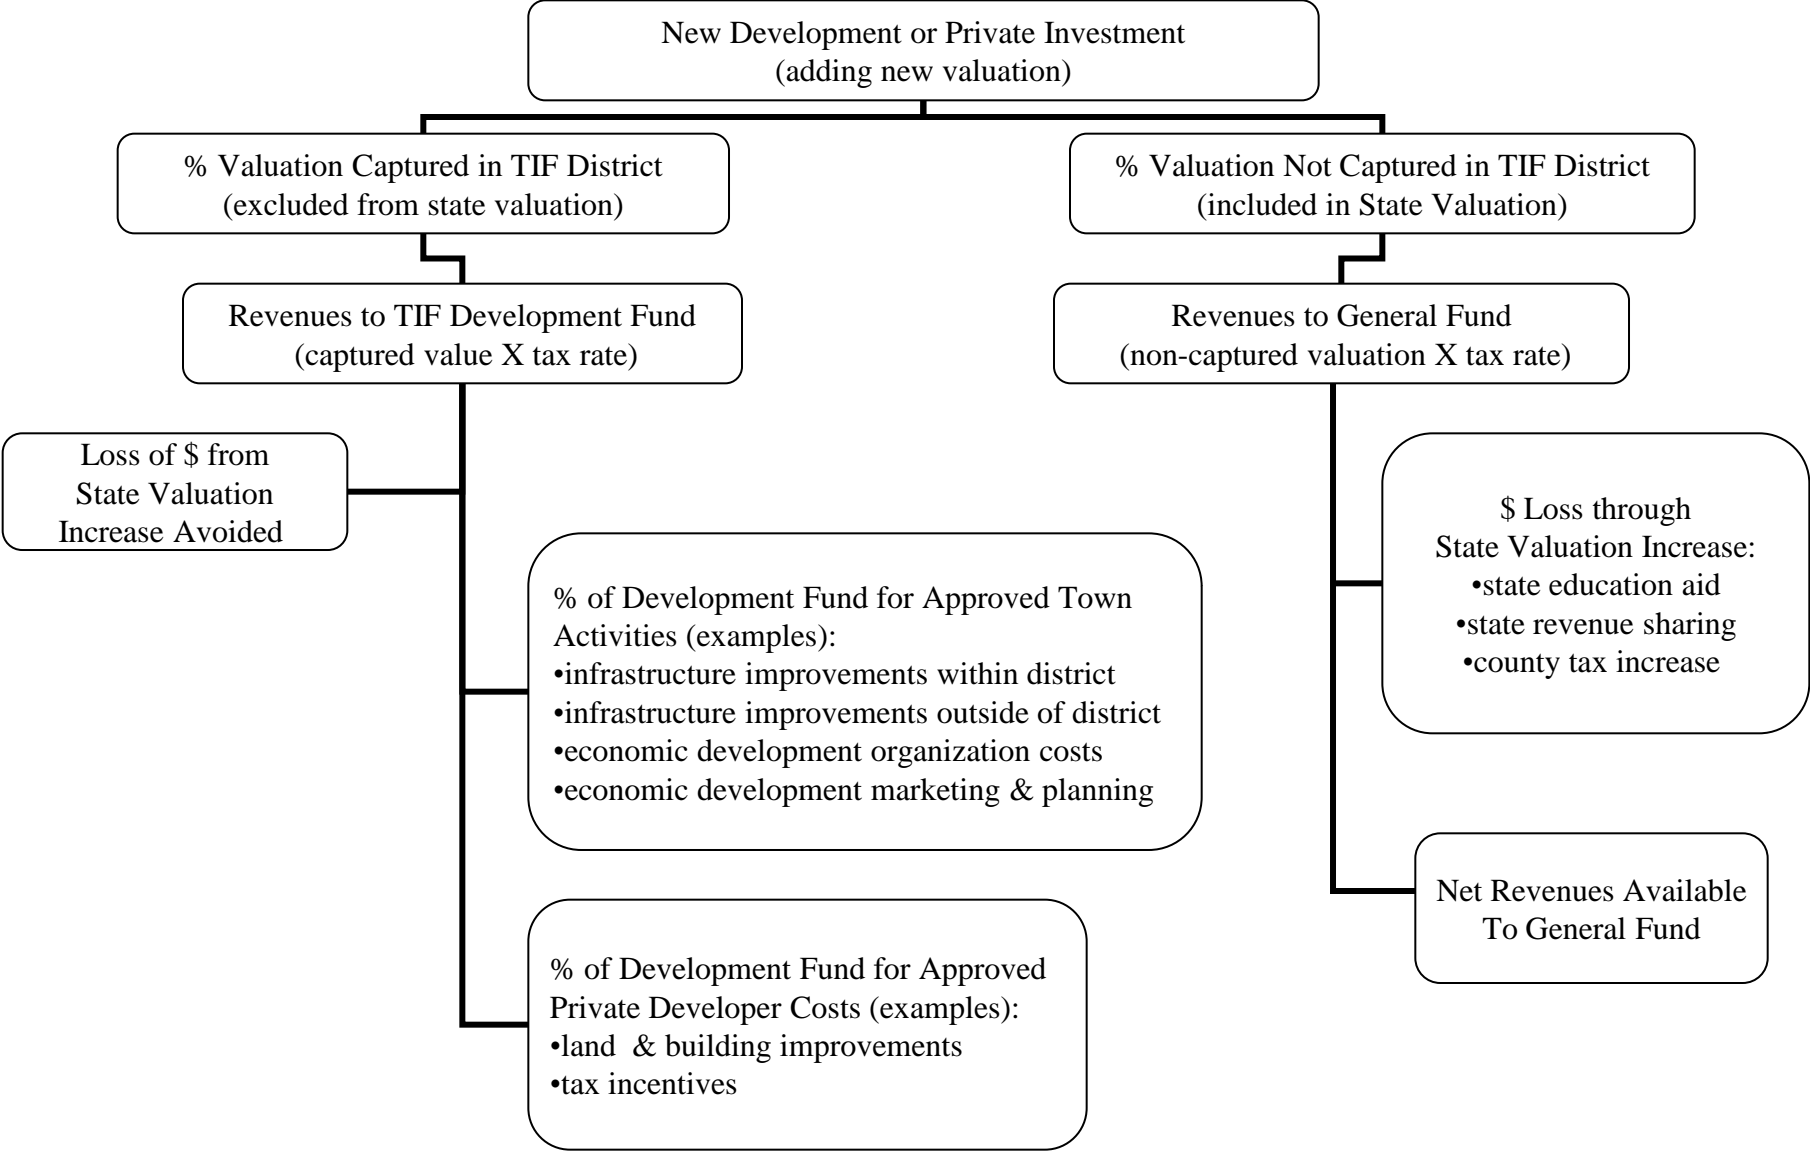 New Development or Private Investment
(adding new valuation)
% Valuation Captured in TIF District
(excluded from state valuation)
% Valuation Not Captured in TIF District
(included in State Valuation)
Revenues to TIF Development Fund
(captured value X tax rate)
Revenues to General Fund
(non-captured valuation X tax rate)
Loss of $ from
State Valuation
Increase Avoided
$ Loss through
State Valuation Increase:
•state education aid
•state revenue sharing
•county tax increase
% of Development Fund for Approved Town
Activities (examples):
•infrastructure improvements within district
•infrastructure improvements outside of district
•economic development organization costs
•economic development marketing & planning
Net Revenues Available
To General Fund
% of Development Fund for Approved
Private Developer Costs (examples):
•land  & building improvements
•tax incentives